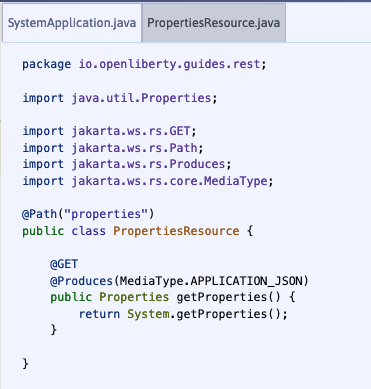 SystemApplication.java PropertiesResource.java
package io.openliberty.guides.rest;
import java.util.Properties;
import jakarta.ws.rs.GET;
import jakarta.ws.rs.Path;
import jakarta.ws.rs.Produces;
import jakarta.ws.rs.core.MediaType;
@Path("properties")
public class PropertiesResource {
    @GET
    @Produces(MediaType.APPLICATION_JSON)
    public Properties getProperties() {
        return System.getProperties();
    }
}